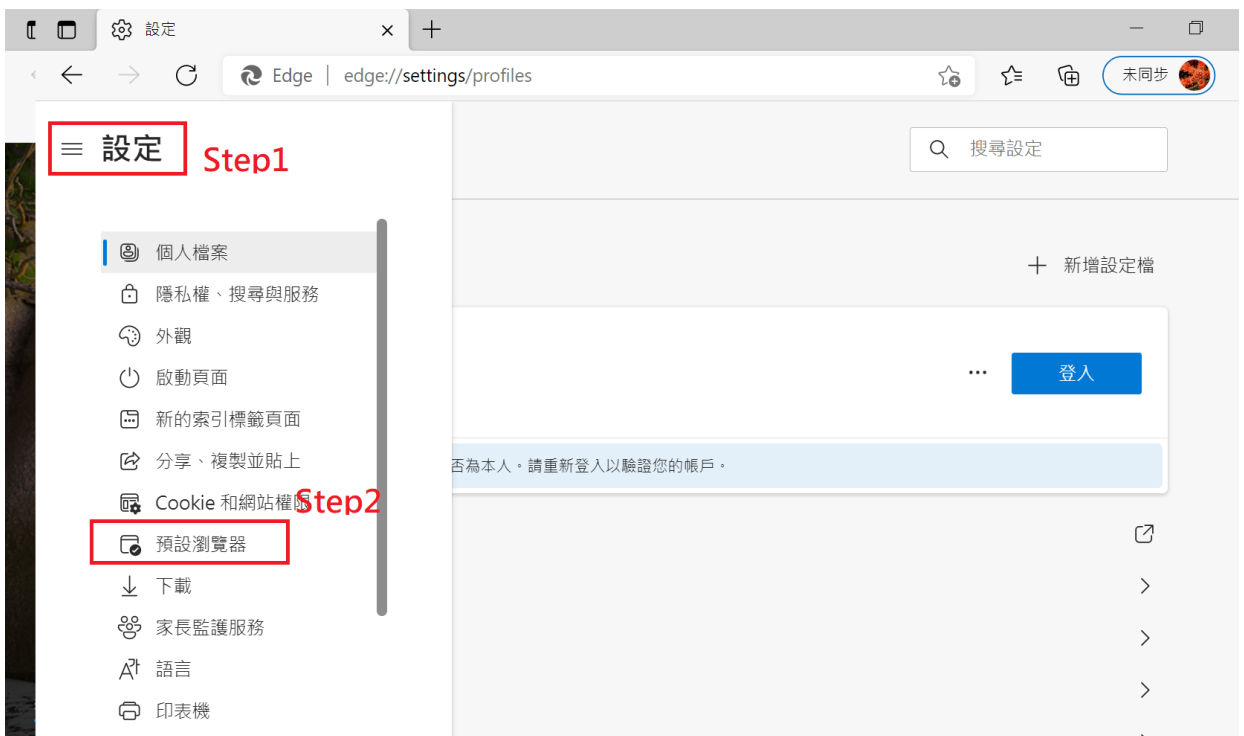 設定
Edge | edge://settings/profiles
未同步
設定
Step1
搜尋設定
個人檔案
新增設定檔
隱私權、搜尋與服務
外觀
啟動頁面
登入
新的索引標籤頁面
分享、複製並貼上
否為本人。請重新登入以驗證您的帳戶。
Cookie 和網站權限
Step2
預設瀏覽器
下載
家長監護服務
語言
印表機